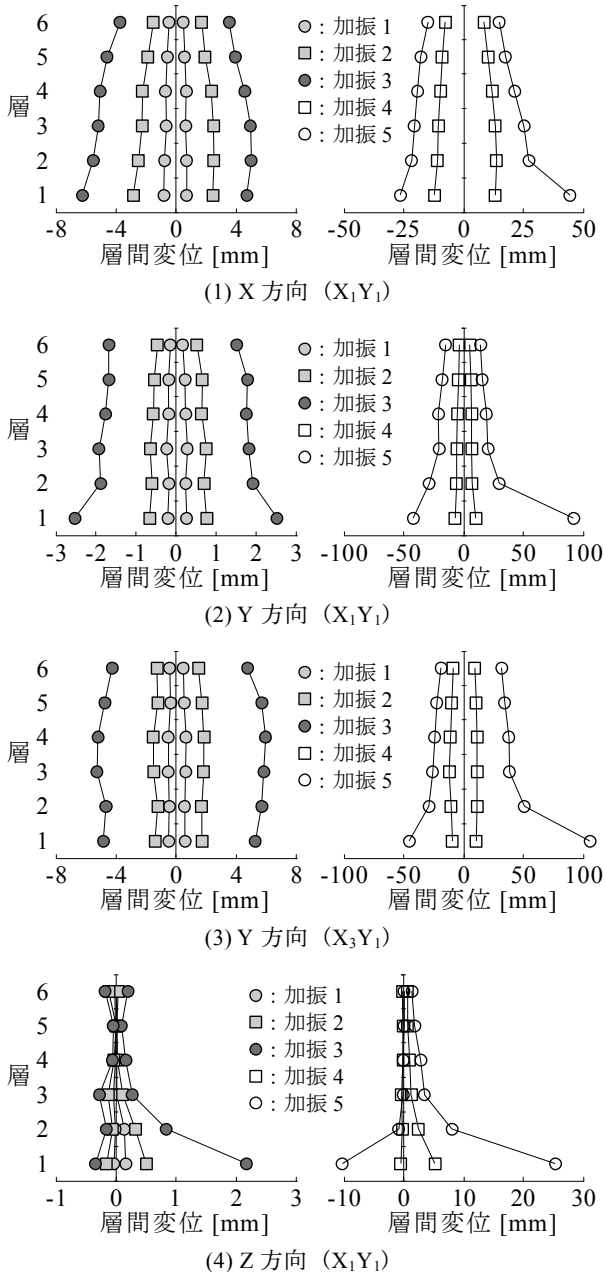 6
5
4
層
3
2
1
○：加振 1
□：加振 2
●：加振 3
□：加振 4
○：加振 5
-8 -4 0 4 8
-50 -25 0 25 50
層間変位 [mm] 層間変位 [mm]
(1) X 方向（X₁Y₁）
6
5
4
層
3
2
1
○：加振 1
□：加振 2
●：加振 3
□：加振 4
○：加振 5
-3 -2 -1 0 1 2 3
-100 -50 0 50 100
層間変位 [mm] 層間変位 [mm]
(2) Y 方向（X₁Y₁）
6
5
4
層
3
2
1
○：加振 1
□：加振 2
●：加振 3
□：加振 4
○：加振 5
-8 -4 0 4 8
-100 -50 0 50 100
層間変位 [mm] 層間変位 [mm]
(3) Y 方向（X₃Y₁）
6
5
4
層
3
2
1
○：加振 1
□：加振 2
●：加振 3
□：加振 4
○：加振 5
-1 0 1 2 3
-10 0 10 20 30
層間変位 [mm] 層間変位 [mm]
(4) Z 方向（X₁Y₁）